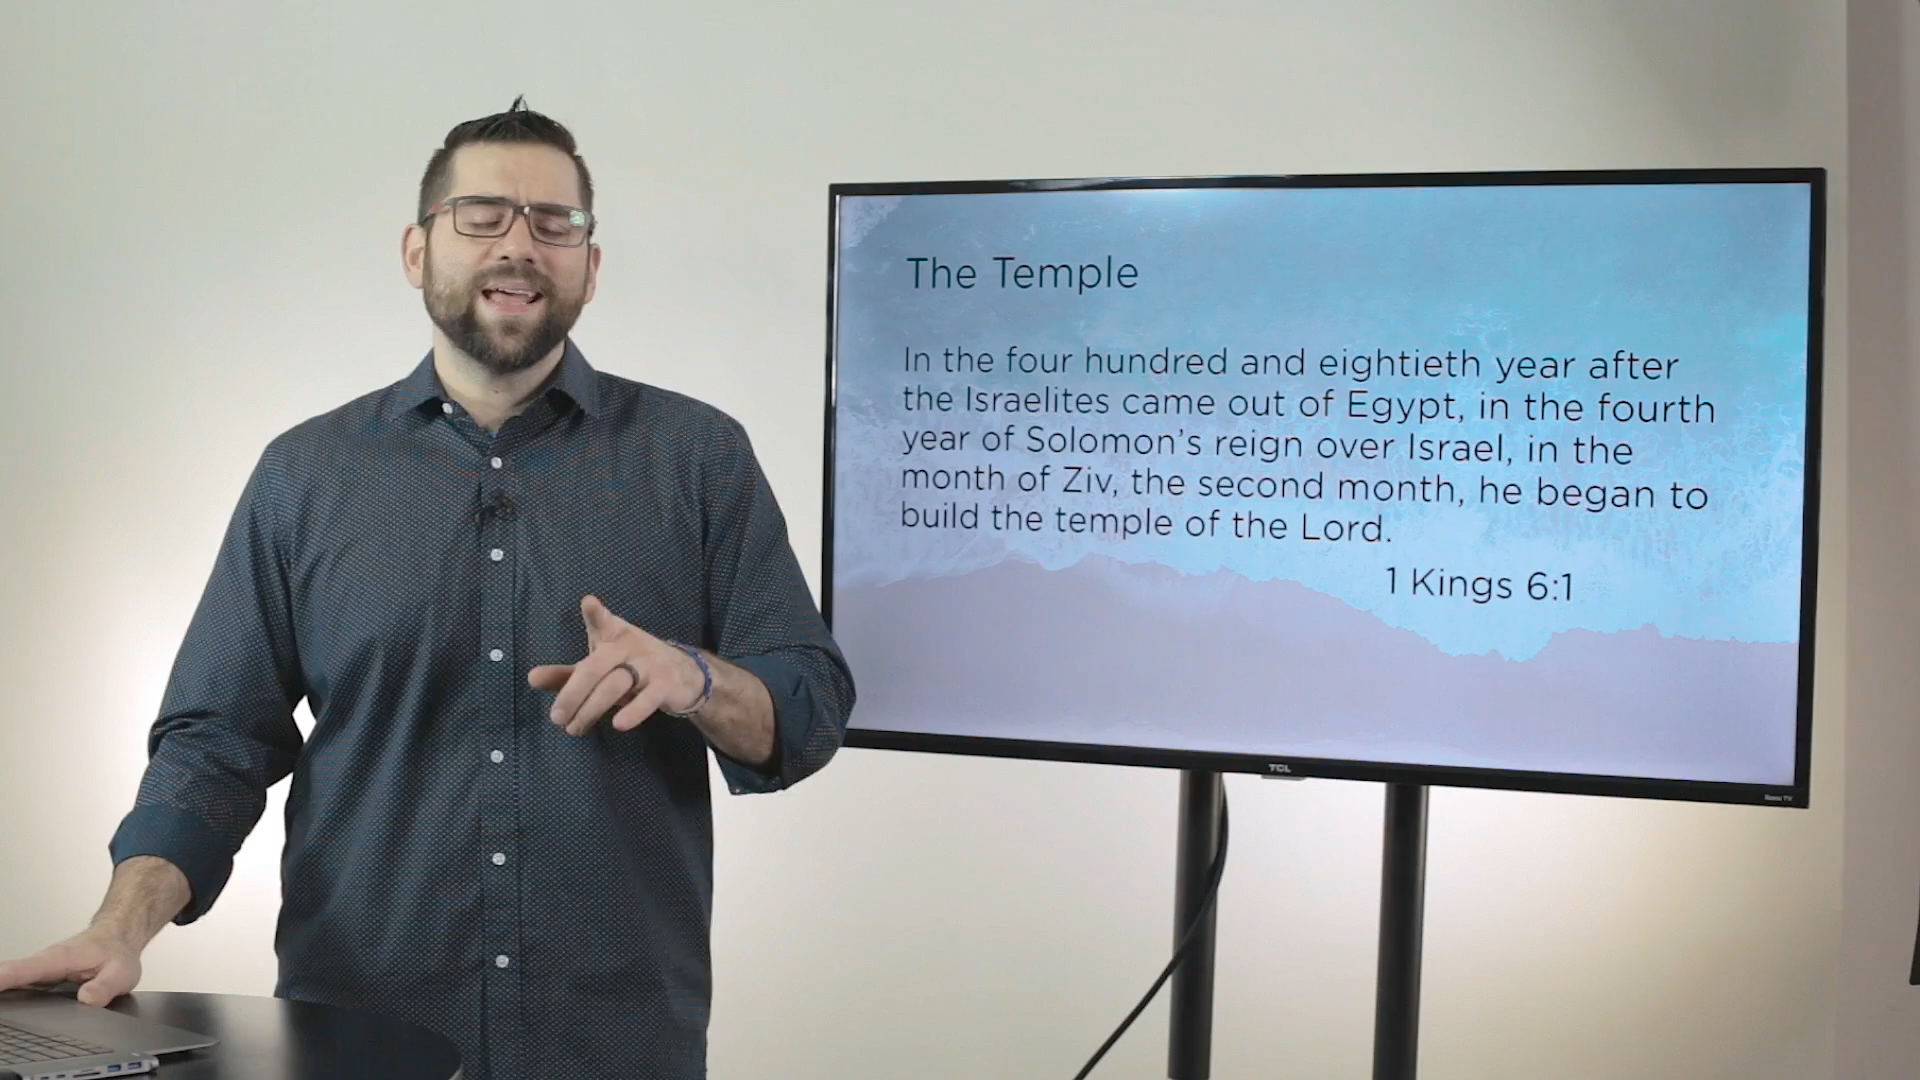 The Temple
In the four hundred and eightieth year after
the Israelites came out of Egypt, in the fourth
year of Solomon’s reign over Israel, in the
month of Ziv, the second month, he began to
build the temple of the Lord.
1 Kings 6:1
TCL
Roku TV